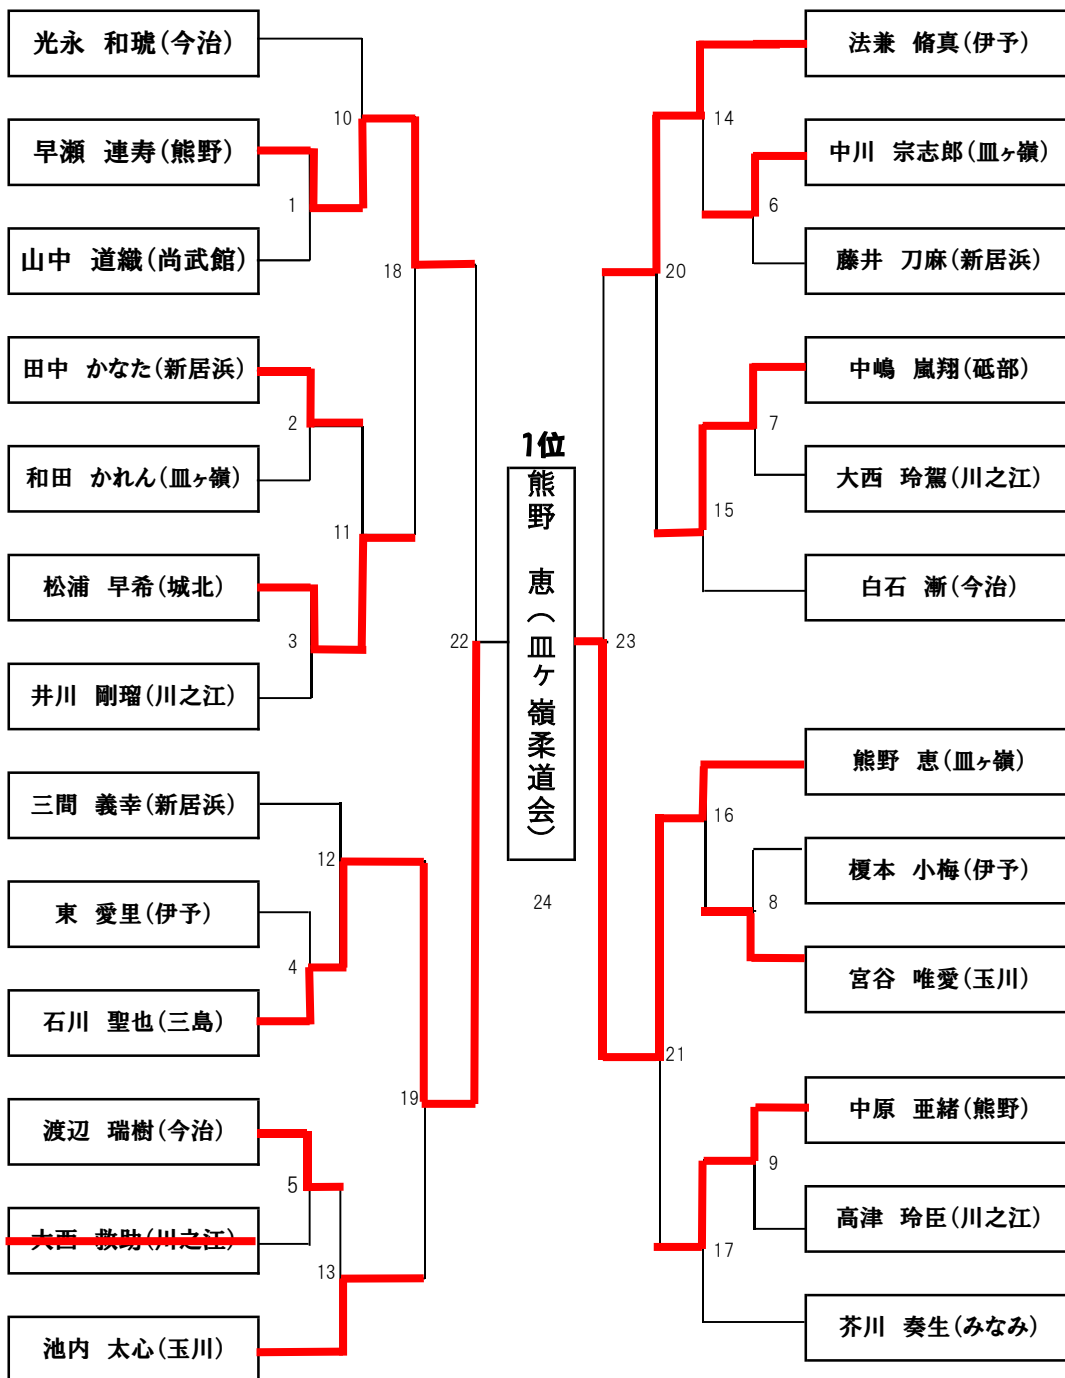 光永 和琥(今治)
早瀬 連寿(熊野)
山中 道織(尚武館)
田中 かなた(新居浜)
和田 かれん(皿ヶ嶺)
松浦 早希(城北)
井川 剛瑠(川之江)
三間 義幸(新居浜)
東 愛里(伊予)
石川 聖也(三島)
渡辺 瑞樹(今治)
大西 救助(川之江)
池内 太心(玉川)
10
1
18
2
11
3
22
12
4
19
5
13
1位
熊野 恵(皿ケ嶺柔道会)
24
14
6
20
7
15
23
16
8
21
9
17
法兼 脩真(伊予)
中川 宗志郎(皿ヶ嶺)
藤井 刀麻(新居浜)
中嶋 嵐翔(砥部)
大西 玲駕(川之江)
白石 漸(今治)
熊野 恵(皿ヶ嶺)
榎本 小梅(伊予)
宮谷 唯愛(玉川)
中原 亜緒(熊野)
高津 玲臣(川之江)
芥川 奏生(みなみ)